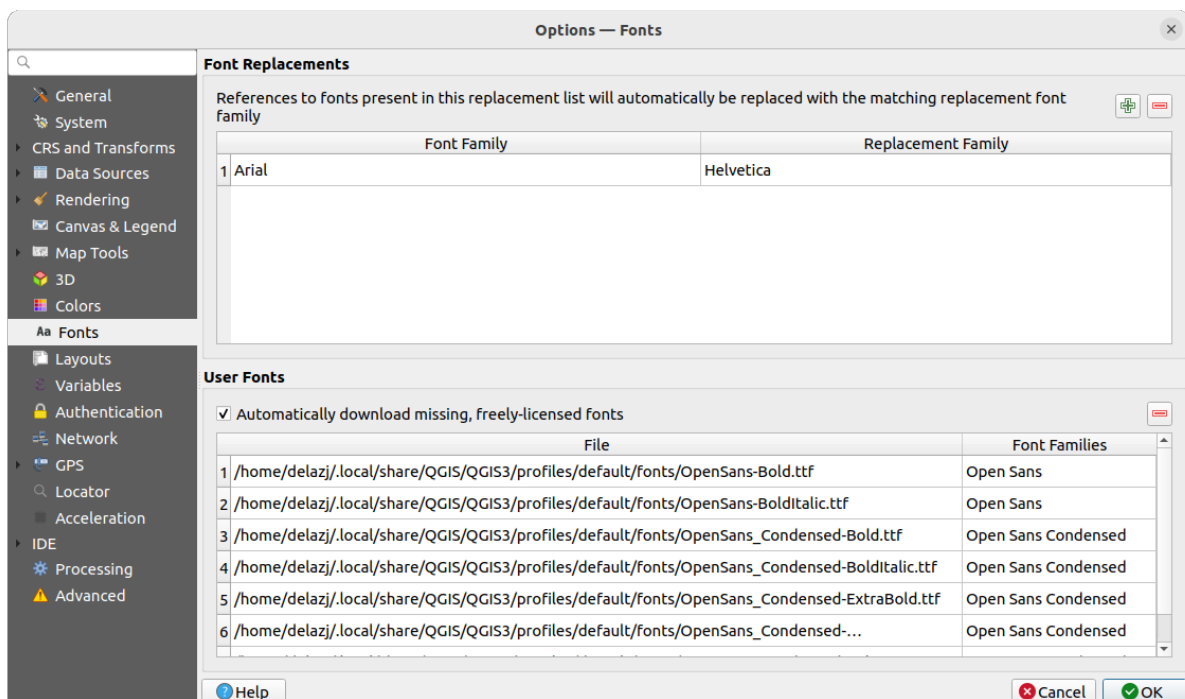 Options — Fonts
General
System
CRS and Transforms
Data Sources
Rendering
Canvas & Legend
Map Tools
3D
Colors
Aa Fonts
Layouts
Variables
Authentication
Network
GPS
Locator
Acceleration
IDE
Processing
Advanced
Font Replacements
References to fonts present in this replacement list will automatically be replaced with the matching replacement font
family
Font Family Replacement Family
1 Arial Helvetica
User Fonts
Automatically download missing, freely-licensed fonts
File Font Families
1 /home/delazj/.local/share/QGIS/QGIS3/profiles/default/fonts/OpenSans-Bold.ttf Open Sans
2 /home/delazj/.local/share/QGIS/QGIS3/profiles/default/fonts/OpenSans-BoldItalic.ttf Open Sans
3 /home/delazj/.local/share/QGIS/QGIS3/profiles/default/fonts/OpenSans_Condensed-Bold.ttf Open Sans Condensed
4 /home/delazj/.local/share/QGIS/QGIS3/profiles/default/fonts/OpenSans_Condensed-BoldItalic.ttf Open Sans Condensed
5 /home/delazj/.local/share/QGIS/QGIS3/profiles/default/fonts/OpenSans_Condensed-ExtraBold.ttf Open Sans Condensed
6 /home/delazj/.local/share/QGIS/QGIS3/profiles/default/fonts/OpenSans_Condensed-... Open Sans Condensed
? Help Cancel OK